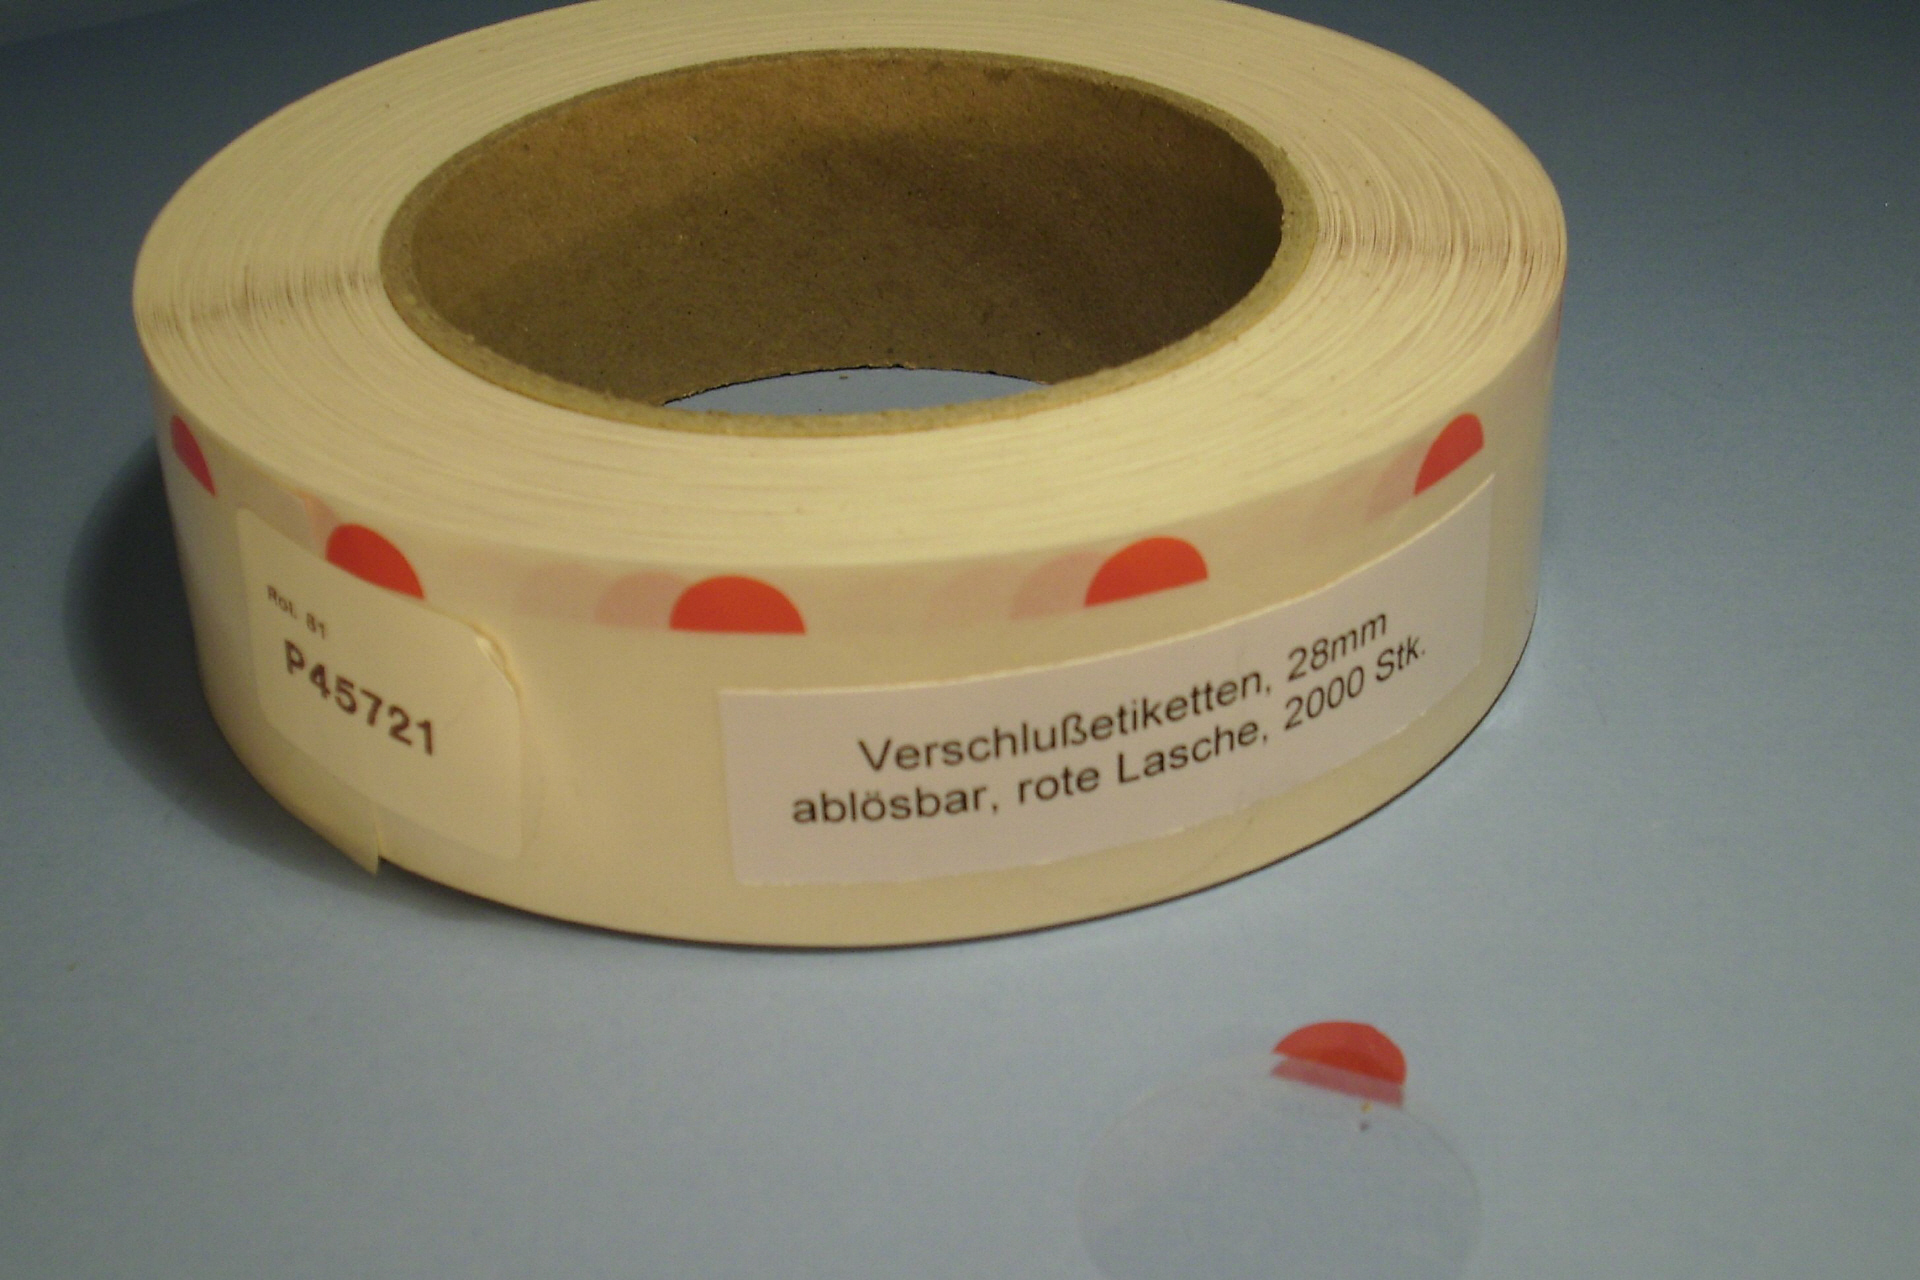 Rol. 81
P45721
Verschlußetiketten, 28mm
ablösbar, rote Lasche, 2000 Stk.